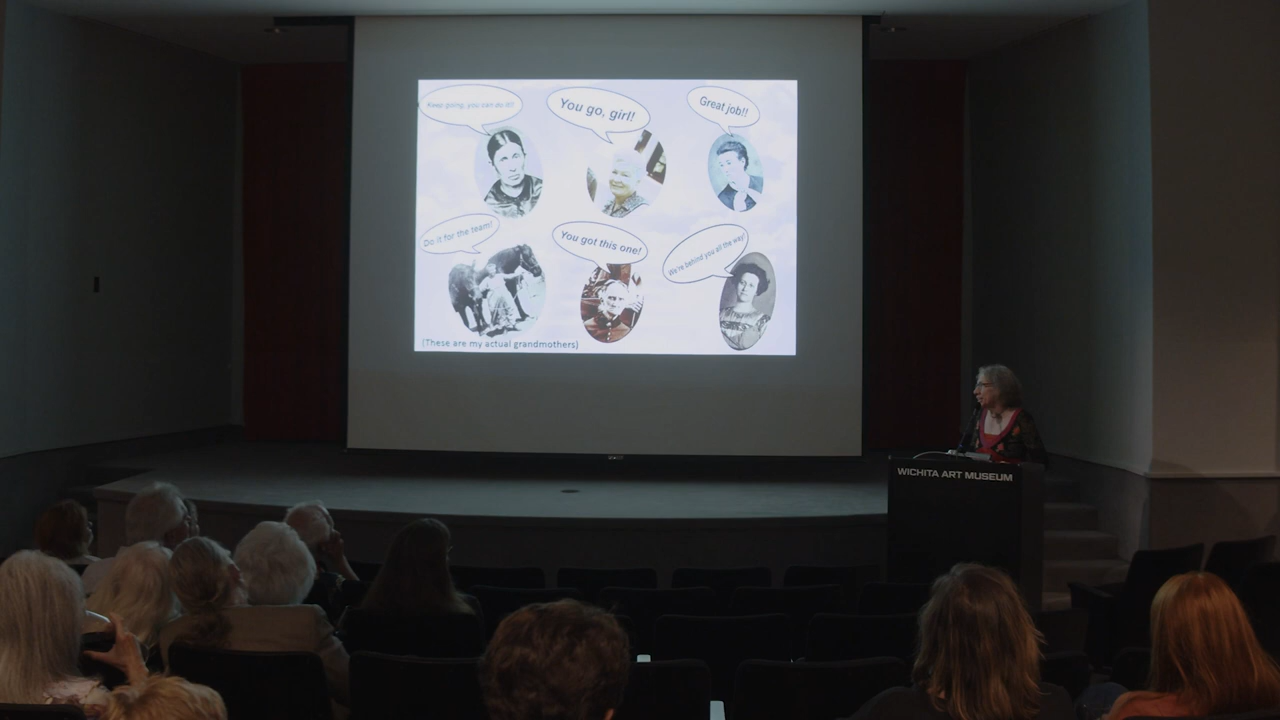 Keep going, you can do it!
You go, girl!
Great job!!
Do it for the team!
You got this one!
We're behind you all the way!
(These are my actual grandmothers)
WICHITA ART MUSEUM